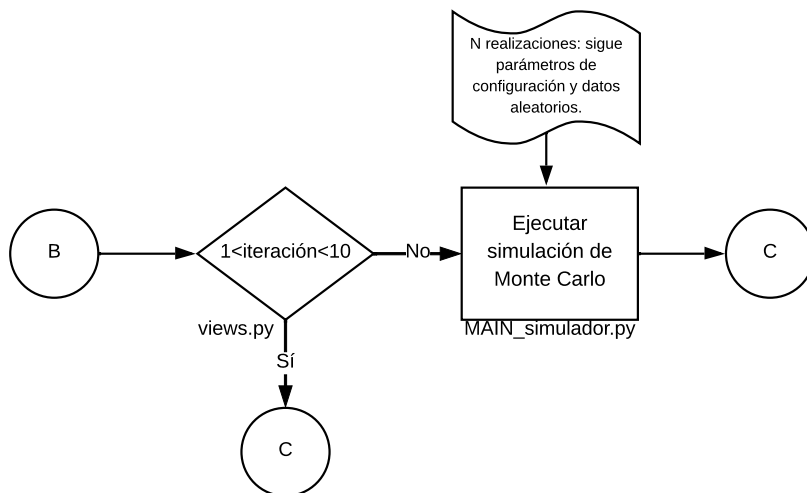 N realizaciones: sigue
parámetros de
configuración y datos
aleatorios.
B
1<iteración<10
No
Ejecutar
simulación de
Monte Carlo
C
views.py
MAIN_simulador.py
Sí
C